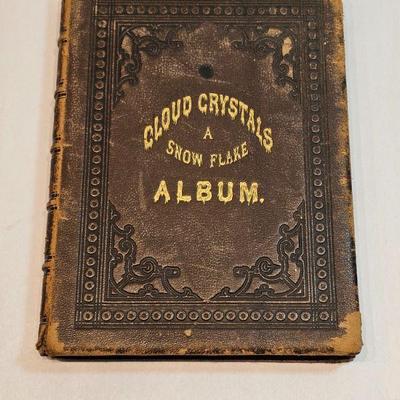 CLOUD CRYSTALS
A
SNOW FLAKE
ALBUM.